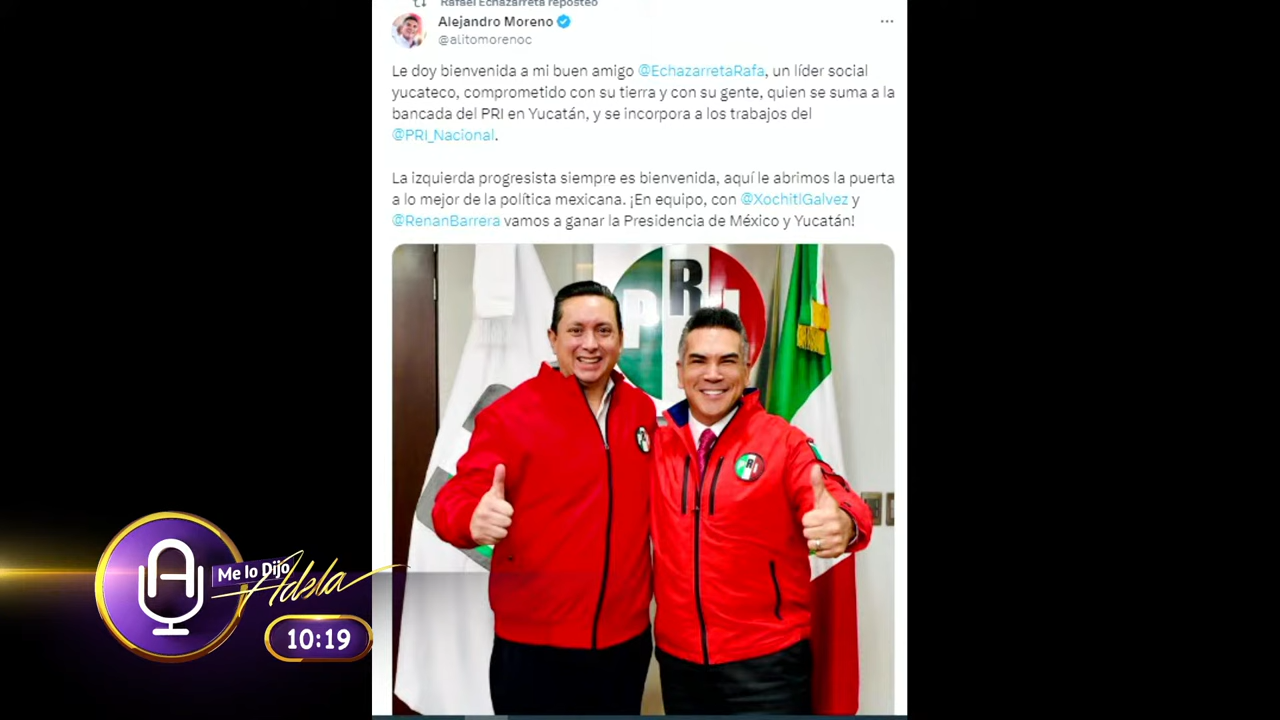 Rafael Echazarreta reposteó
Alejandro Moreno
@alitomorenoc
Le doy bienvenida a mi buen amigo @EchazarretaRafa, un líder social
yucateco, comprometido con su tierra y con su gente, quien se suma a la
bancada del PRI en Yucatán, y se incorpora a los trabajos del
@PRI_Nacional.
La izquierda progresista siempre es bienvenida, aquí le abrimos la puerta
a lo mejor de la política mexicana. ¡En equipo, con @XochitlGalvez y
@RenanBarrera vamos a ganar la Presidencia de México y Yucatán!
PRI
PRI
PRI
A
Me lo Dijo
Adela
10:19